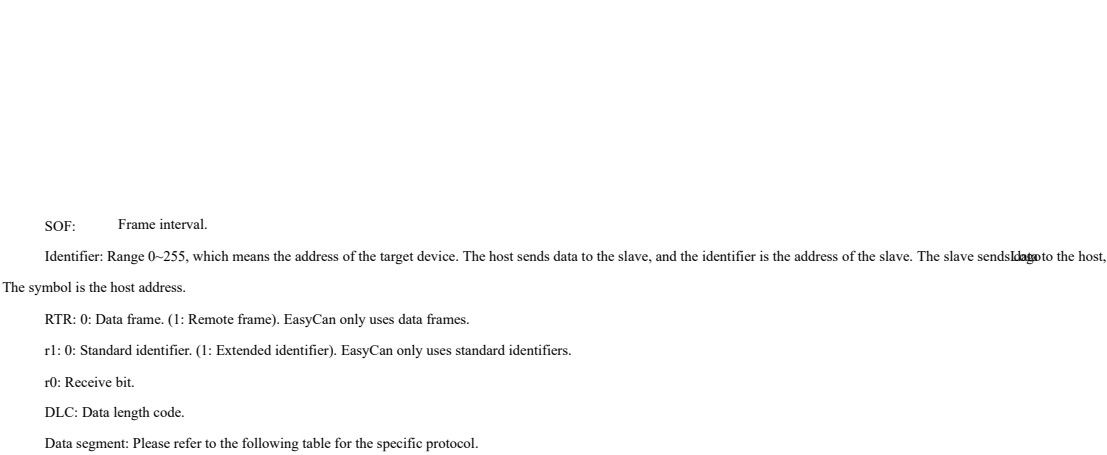 SOF: Frame interval.
Identifier: Range 0~255, which means the address of the target device. The host sends data to the slave, and the identifier is the address of the slave. The slave sends to the host,
The symbol is the host address.
RTR: 0: Data frame. (1: Remote frame). EasyCan only uses data frames.
r1: 0: Standard identifier. (1: Extended identifier). EasyCan only uses standard identifiers.
r0: Receive bit.
DLC: Data length code.
Data segment: Please refer to the following table for the specific protocol.